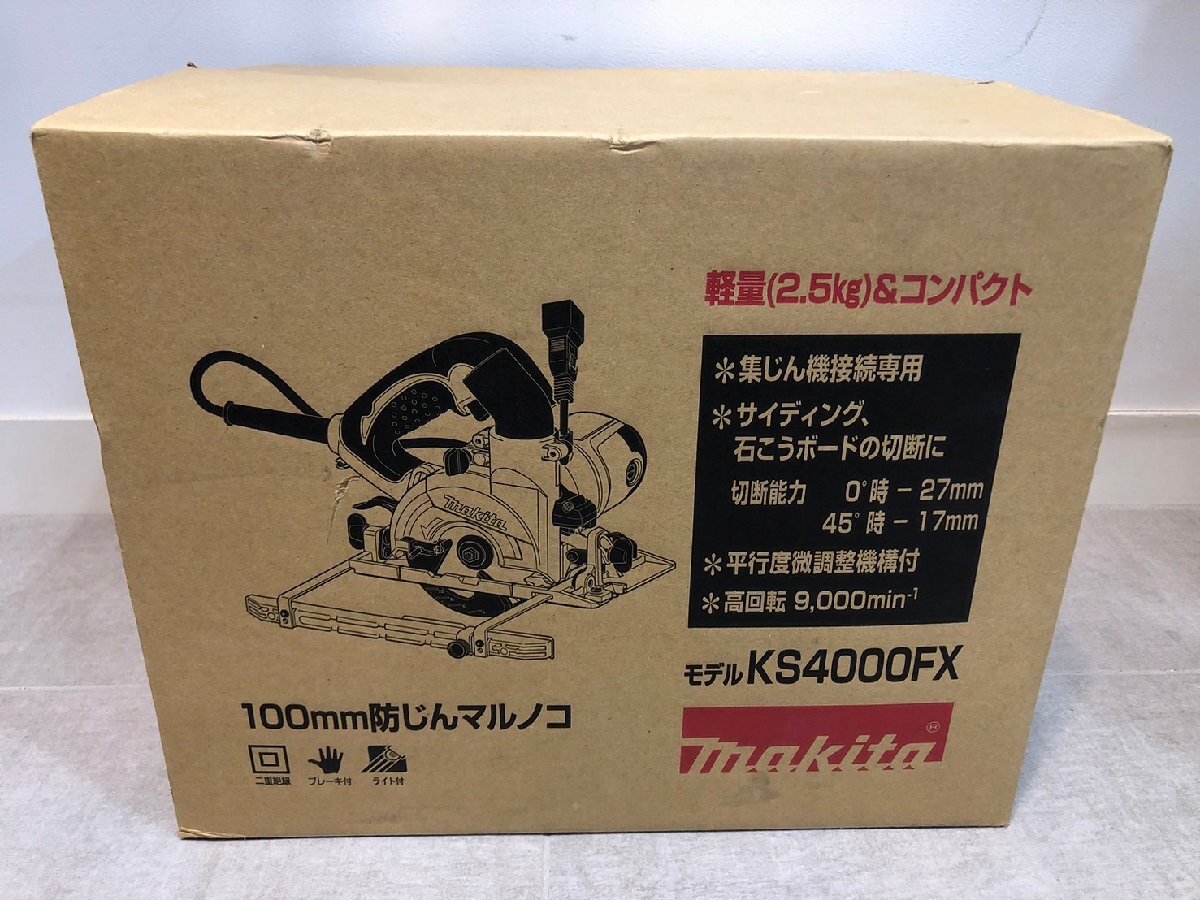 軽量(2.5kg)&コンパクト
＊集じん機接続専用
＊サイディング、
石こうボードの切断に
切断能力 0°時－27mm
45°時－17mm
＊平行度微調整機構付
＊高回転 9,000min-1
モデルKS4000FX
makita®
makita
100mm防じんマルノコ
二重絶縁
ブレーキ付
ライト付